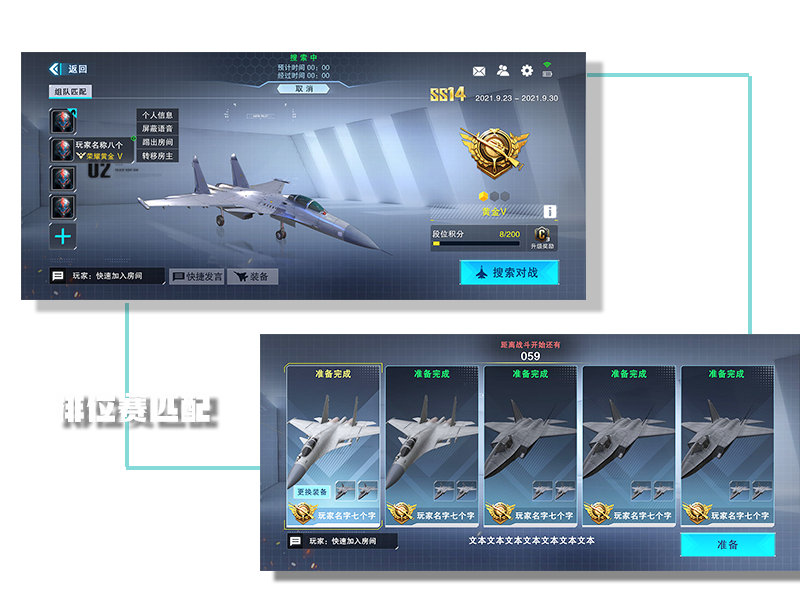 返回
搜索中
预计时间 00：00
经过时间 00：00
取消
组队匹配
SS14
2021.9.23 - 2021.9.30
个人信息
屏蔽语音
踢出房间
转移房主
玩家名称八个
荣耀黄金 V
02
黄金V
段位积分
8/200
升级奖励
玩家：快速加入房间
快捷发言
装备
搜索对战
排位赛匹配
距离战斗开始还有
059
准备完成
准备完成
准备完成
准备完成
准备完成
更换装备
玩家名字七个字
玩家名字七个字
玩家名字七个字
玩家名字七个字
玩家名字七个字
玩家：快速加入房间
文本文本文本文本文本文本文本
准备